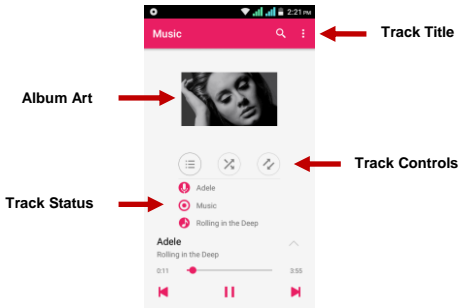 2:21 PM
Music
Track Title
Album Art
Track Controls
Adele
Track Status
Music
Rolling in the Deep
Adele
Rolling in the Deep
0:11
3:55